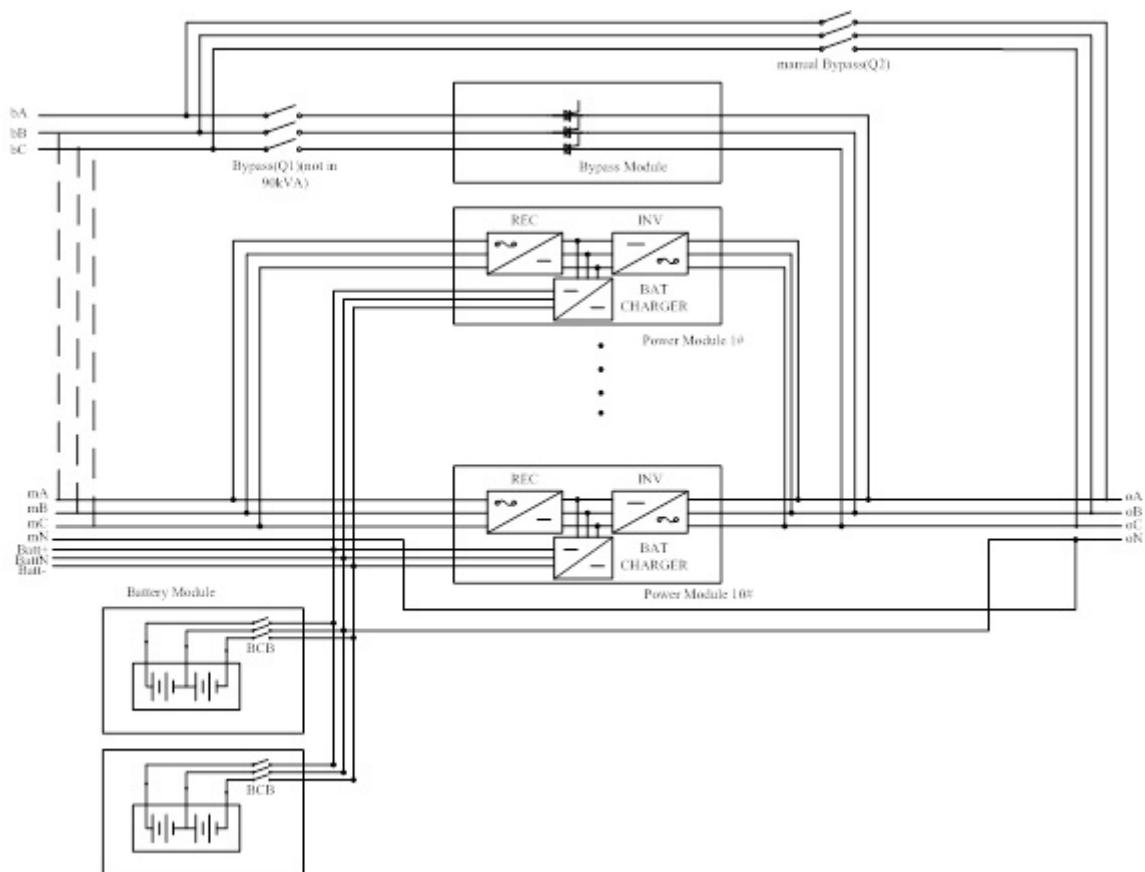 manual Bypass(Q2)
bA
bB
bC
Bypass(Q1)(not in
90kVA)
Bypass Module
REC
INV
BAT
CHARGER
Power Module 1#
REC
INV
BAT
CHARGER
Power Module 10#
mA
mB
mC
mN
Batt+
BattN
Batt-
oA
oB
oC
oN
Battery Module
BCB
BCB